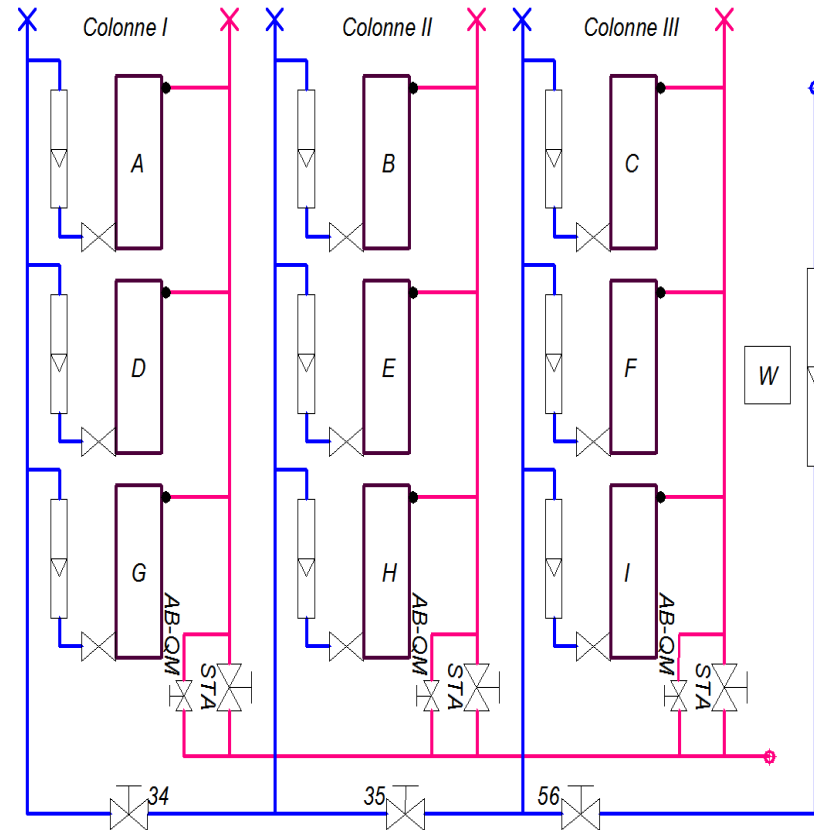 Colonne I Colonne II Colonne III
A B C
D E F
W
G H I
AB-QM AB-QM AB-QM
STA STA STA
34 35 56